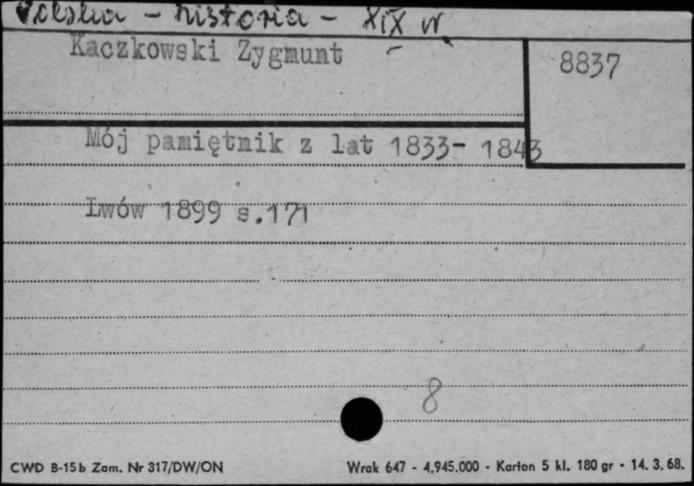 Polska - historia - XIX w.
Kaczkowski Zygmunt
8837
Mój pamiętnik z lat 1833- 1843
Lwów 1899 s.171
8
CWD B-15b Zam. Nr 317/DW/ON
Wrak 647 - 4.945.000 - Karton 5 kl. 180 gr - 14. 3. 68.